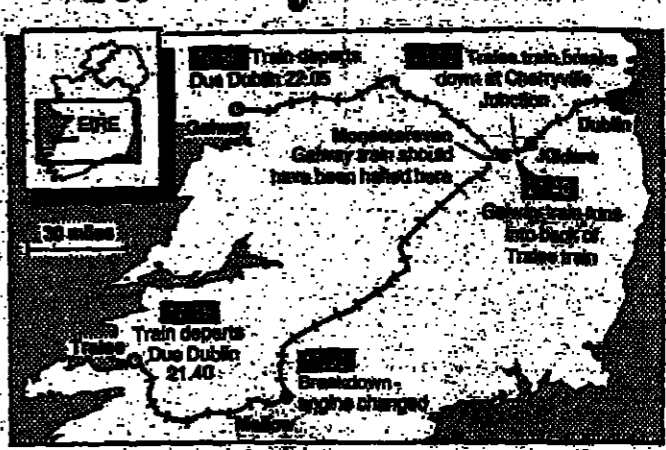 EIRE
Train departs
Due Dublin 22.05
Galway
Tralee train breaks
down at Cherryville
Junction
Dublin
Kildare
Monasterevan
Galway train should
have been halted here
Galway train runs
into back of
Tralee train
30 miles
Train departs
Due Dublin
21.40
Tralee
Breakdown -
engine changed
Mallow